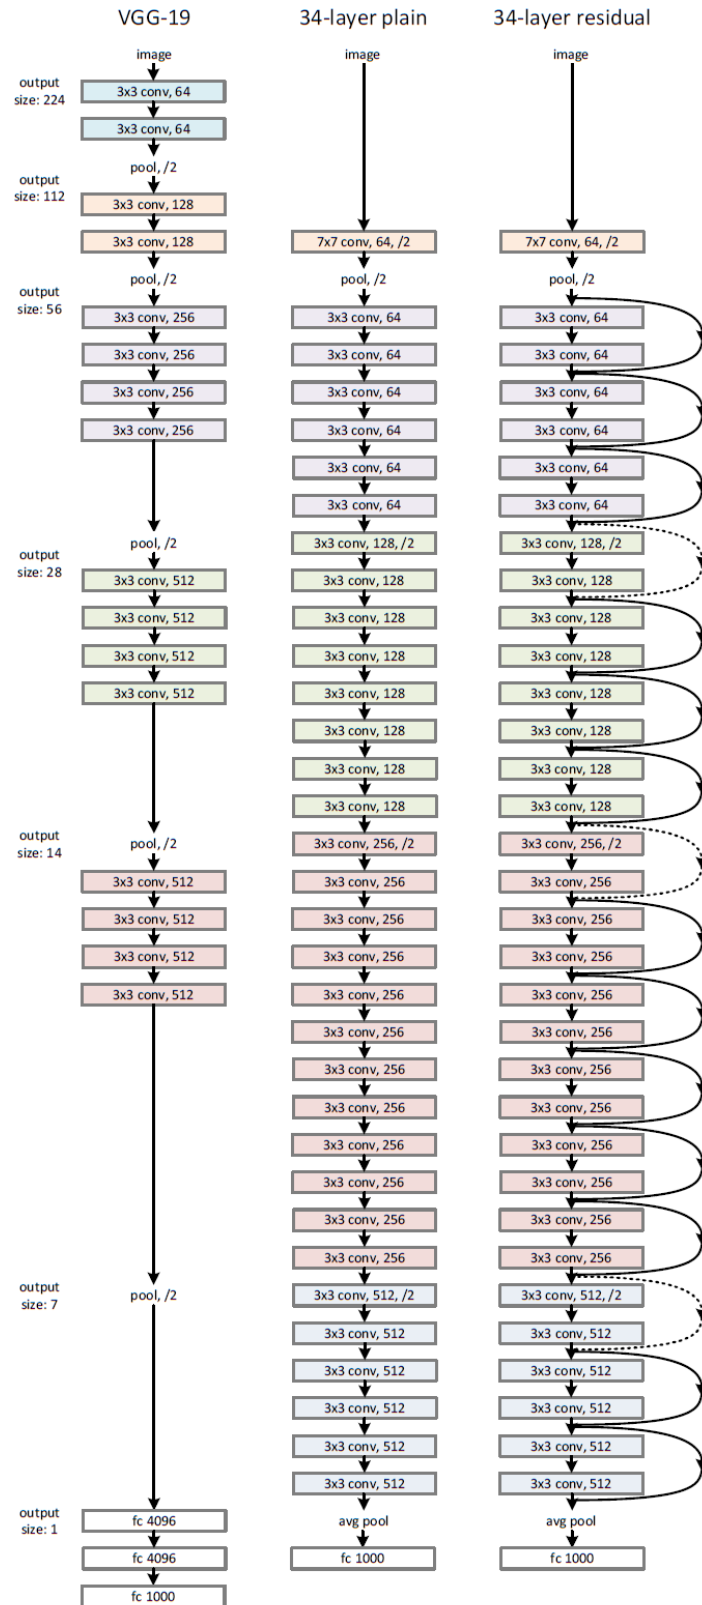 VGG-19
34-layer plain
34-layer residual
output
size: 224
image
3x3 conv, 64
3x3 conv, 64
pool, /2
output
size: 112
3x3 conv, 128
3x3 conv, 128
pool, /2
output
size: 56
3x3 conv, 256
3x3 conv, 256
3x3 conv, 256
3x3 conv, 256
pool, /2
output
size: 28
3x3 conv, 512
3x3 conv, 512
3x3 conv, 512
3x3 conv, 512
pool, /2
output
size: 14
3x3 conv, 512
3x3 conv, 512
3x3 conv, 512
3x3 conv, 512
pool, /2
output
size: 7
output
size: 1
fc 4096
fc 4096
fc 1000
image
7x7 conv, 64, /2
pool, /2
3x3 conv, 64
3x3 conv, 64
3x3 conv, 64
3x3 conv, 64
3x3 conv, 64
3x3 conv, 64
3x3 conv, 128, /2
3x3 conv, 128
3x3 conv, 128
3x3 conv, 128
3x3 conv, 128
3x3 conv, 128
3x3 conv, 128
3x3 conv, 128
3x3 conv, 256, /2
3x3 conv, 256
3x3 conv, 256
3x3 conv, 256
3x3 conv, 256
3x3 conv, 256
3x3 conv, 256
3x3 conv, 256
3x3 conv, 256
3x3 conv, 256
3x3 conv, 256
3x3 conv, 256
3x3 conv, 512, /2
3x3 conv, 512
3x3 conv, 512
3x3 conv, 512
3x3 conv, 512
3x3 conv, 512
avg pool
fc 1000
image
7x7 conv, 64, /2
pool, /2
3x3 conv, 64
3x3 conv, 64
3x3 conv, 64
3x3 conv, 64
3x3 conv, 64
3x3 conv, 64
3x3 conv, 128, /2
3x3 conv, 128
3x3 conv, 128
3x3 conv, 128
3x3 conv, 128
3x3 conv, 128
3x3 conv, 128
3x3 conv, 128
3x3 conv, 256, /2
3x3 conv, 256
3x3 conv, 256
3x3 conv, 256
3x3 conv, 256
3x3 conv, 256
3x3 conv, 256
3x3 conv, 256
3x3 conv, 256
3x3 conv, 256
3x3 conv, 256
3x3 conv, 256
3x3 conv, 512, /2
3x3 conv, 512
3x3 conv, 512
3x3 conv, 512
3x3 conv, 512
3x3 conv, 512
avg pool
fc 1000